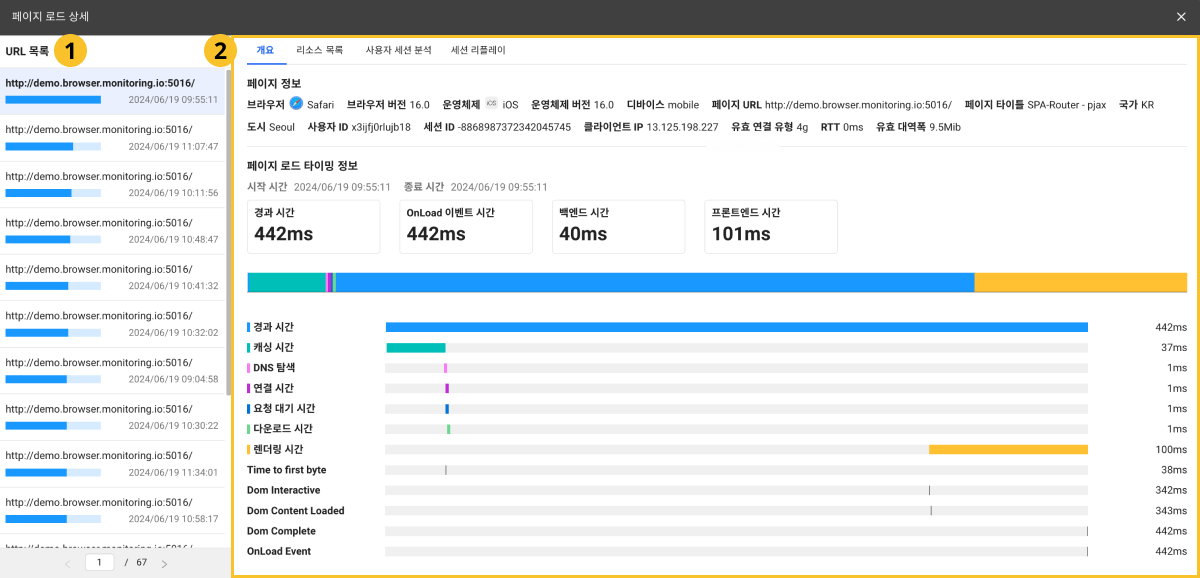 페이지 로드 상세
URL 목록 1
http://demo.browser.monitoring.io:5016/
2024/06/19 09:55:11
http://demo.browser.monitoring.io:5016/
2024/06/19 11:07:47
http://demo.browser.monitoring.io:5016/
2024/06/19 10:11:56
http://demo.browser.monitoring.io:5016/
2024/06/19 10:48:47
http://demo.browser.monitoring.io:5016/
2024/06/19 10:41:32
http://demo.browser.monitoring.io:5016/
2024/06/19 10:32:02
http://demo.browser.monitoring.io:5016/
2024/06/19 09:04:58
http://demo.browser.monitoring.io:5016/
2024/06/19 10:30:22
http://demo.browser.monitoring.io:5016/
2024/06/19 11:34:01
http://demo.browser.monitoring.io:5016/
2024/06/19 10:58:17
http://demo.browser.monitoring.io:5016/
1 / 67
2
개요 리소스 목록 사용자 세션 분석 세션 리플레이
페이지 정보
브라우저 Safari 브라우저 버전 16.0 운영체제 iOS iOS 운영체제 버전 16.0 디바이스 mobile 페이지 URL http://demo.browser.monitoring.io:5016/ 페이지 타이틀 SPA-Router - pjax 국가 KR
도시 Seoul 사용자 ID x3ijfj0rlujb18 세션 ID -8868987372342045745 클라이언트 IP 13.125.198.227 유효 연결 유형 4g RTT 0ms 유효 대역폭 9.5Mib
페이지 로드 타이밍 정보
시작 시간 2024/06/19 09:55:11 종료 시간 2024/06/19 09:55:11
경과 시간 OnLoad 이벤트 시간 백엔드 시간 프론트엔드 시간
442ms 442ms 40ms 101ms
경과 시간 442ms
캐싱 시간 37ms
DNS 탐색 1ms
연결 시간 1ms
요청 대기 시간 1ms
다운로드 시간 1ms
렌더링 시간 100ms
Time to first byte 38ms
Dom Interactive 342ms
Dom Content Loaded 343ms
Dom Complete 442ms
OnLoad Event 442ms